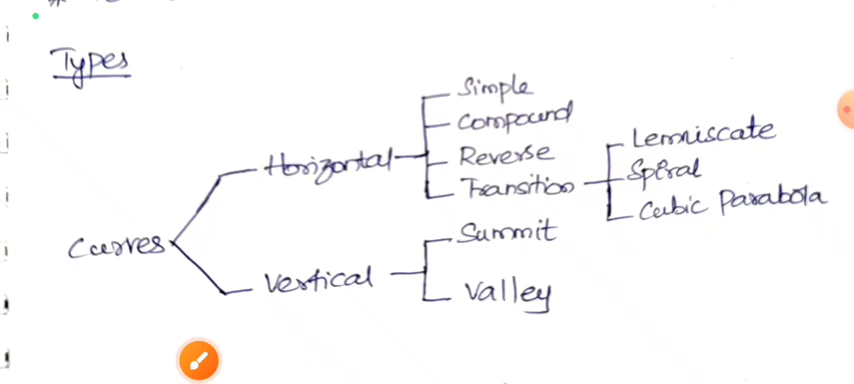 Types
Simple
Compound
Lemniscate
Horizontal
Reverse
Spiral
Transition
Cubic Parabola
Curves
Summit
Vertical
Valley